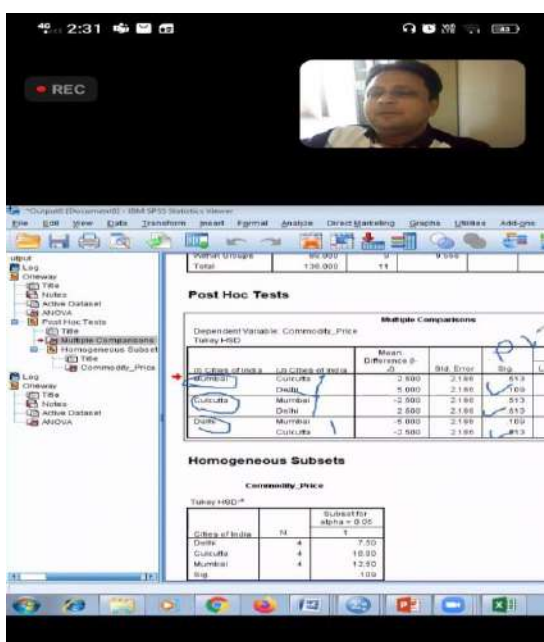 4G 2:31
83
REC
*Output0 [Document0] - IBM SPSS Statistics Viewer
File Edit View Data Transform Insert Format Analyze Direct Marketing Graphs Utilities Add-ons
Log
Oneway
Title
Notes
Active Dataset
ANOVA
Post Hoc Tests
Title
Multiple Comparisons
Homogeneous Subset
Title
Commodity_Price
Log
Oneway
Title
Notes
Active Dataset
ANOVA
Within Groups
Total 136.000 11
Post Hoc Tests
Multiple Comparisons
Dependent Variable: Commodity_Price
Tukey HSD
(I) Cities of India (J) Cities of India Mean Difference (I-J) Std. Error Sig.
Mumbai Culcutta 2.500 2.186 .513
Delhi 5.000 2.186 .109
Culcutta Mumbai -2.500 2.186 .513
Delhi 2.500 2.186 .513
Delhi Mumbai -5.000 2.186 .109
Culcutta -2.500 2.186 .513
Homogeneous Subsets
Commodity_Price
Tukey HSD
Subset for alpha = 0.05
Cities of India N 1
Delhi 4 7.50
Culcutta 4 10.00
Mumbai 4 12.50
Sig. .109